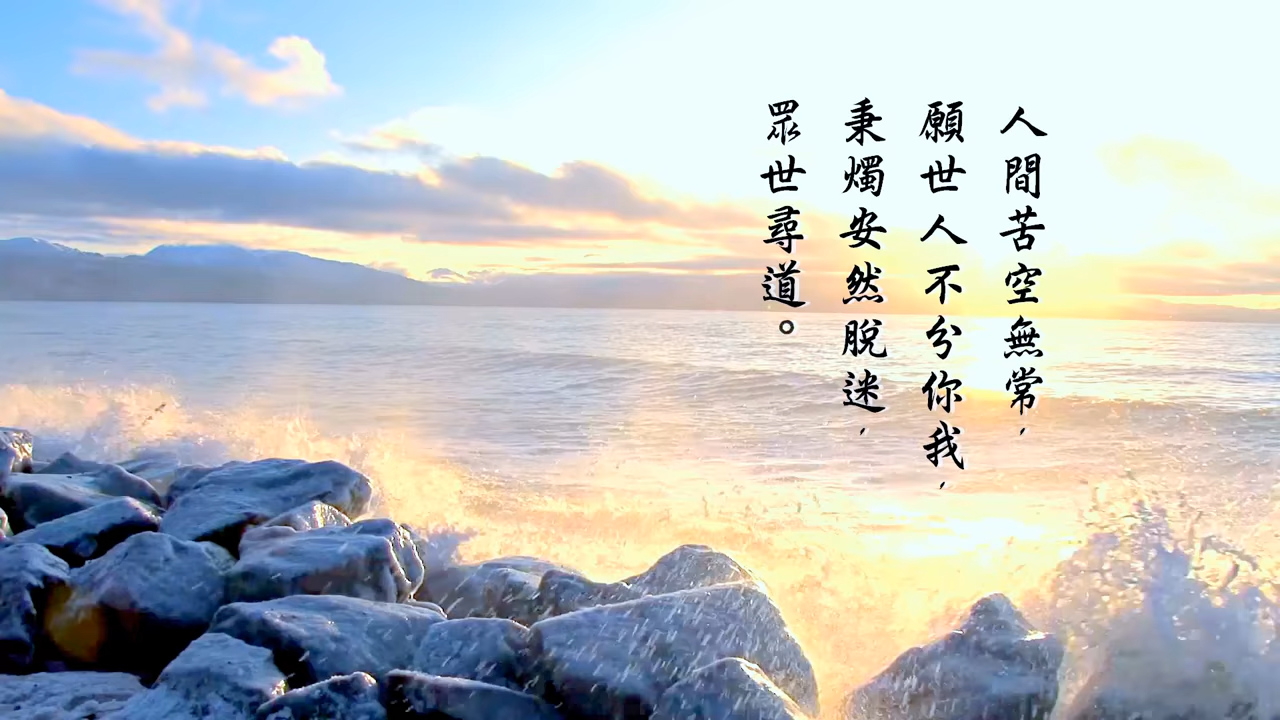 人間苦空無常，
願世人不分你我，
秉燭安然脫迷，
眾世尋道。